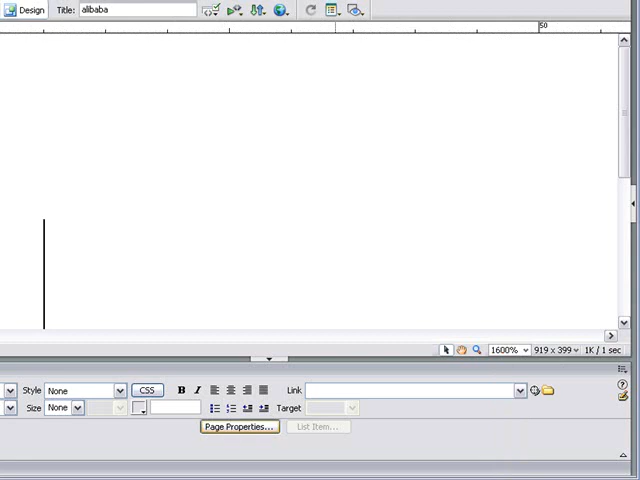 Design Title: alibaba
50
1600% 919 x 399 1K / 1 sec
Style None CSS B I Link
Size None Target
Page Properties... List Item...